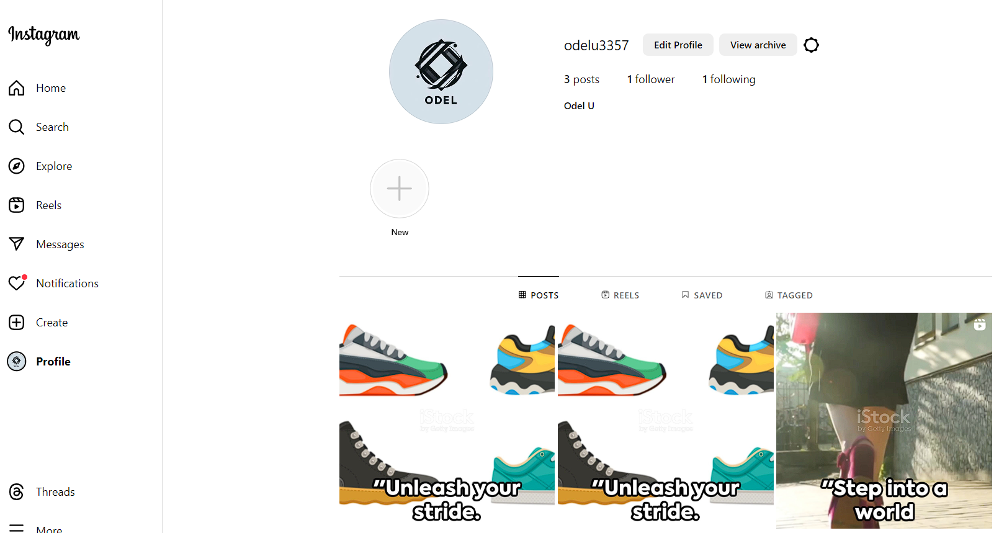 Instagram
Home
Search
Explore
Reels
Messages
Notifications
Create
Profile
Threads
More
ODEL
odelu3357
Edit Profile
View archive
3 posts
1 follower
1 following
Odel U
New
POSTS
REELS
SAVED
TAGGED
iStock
by Getty Images
“Unleash your
stride.
iStock
by Getty Images
“Unleash your
stride.
iStock
by Getty Images
“Step into a
world